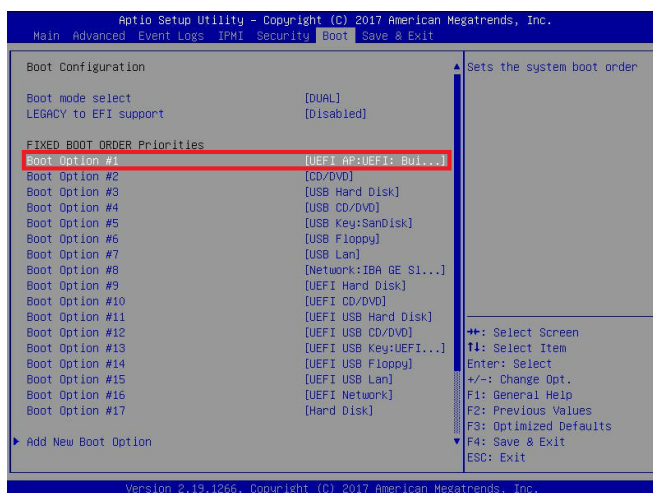 Aptio Setup Utility – Copyright (C) 2017 American Megatrends, Inc.
Main Advanced Event Logs IPMI Security Boot Save & Exit
Boot Configuration
Sets the system boot order
Boot mode select [DUAL]
LEGACY to EFI support [Disabled]
FIXED BOOT ORDER Priorities
Boot Option #1 [UEFI AP:UEFI: Bui...]
Boot Option #2 [CD/DVD]
Boot Option #3 [USB Hard Disk]
Boot Option #4 [USB CD/DVD]
Boot Option #5 [USB Key:SanDisk]
Boot Option #6 [USB Floppy]
Boot Option #7 [USB Lan]
Boot Option #8 [Network:IBA GE Sl...]
Boot Option #9 [UEFI Hard Disk]
Boot Option #10 [UEFI CD/DVD]
Boot Option #11 [UEFI USB Hard Disk]
Boot Option #12 [UEFI USB CD/DVD]
Boot Option #13 [UEFI USB Key:UEFI...]
Boot Option #14 [UEFI USB Floppy]
Boot Option #15 [UEFI USB Lan]
Boot Option #16 [UEFI Network]
Boot Option #17 [Hard Disk]
Add New Boot Option
→←: Select Screen
↑↓: Select Item
Enter: Select
+/-: Change Opt.
F1: General Help
F2: Previous Values
F3: Optimized Defaults
F4: Save & Exit
ESC: Exit
Version 2.19.1266. Copyright (C) 2017 American Megatrends, Inc.